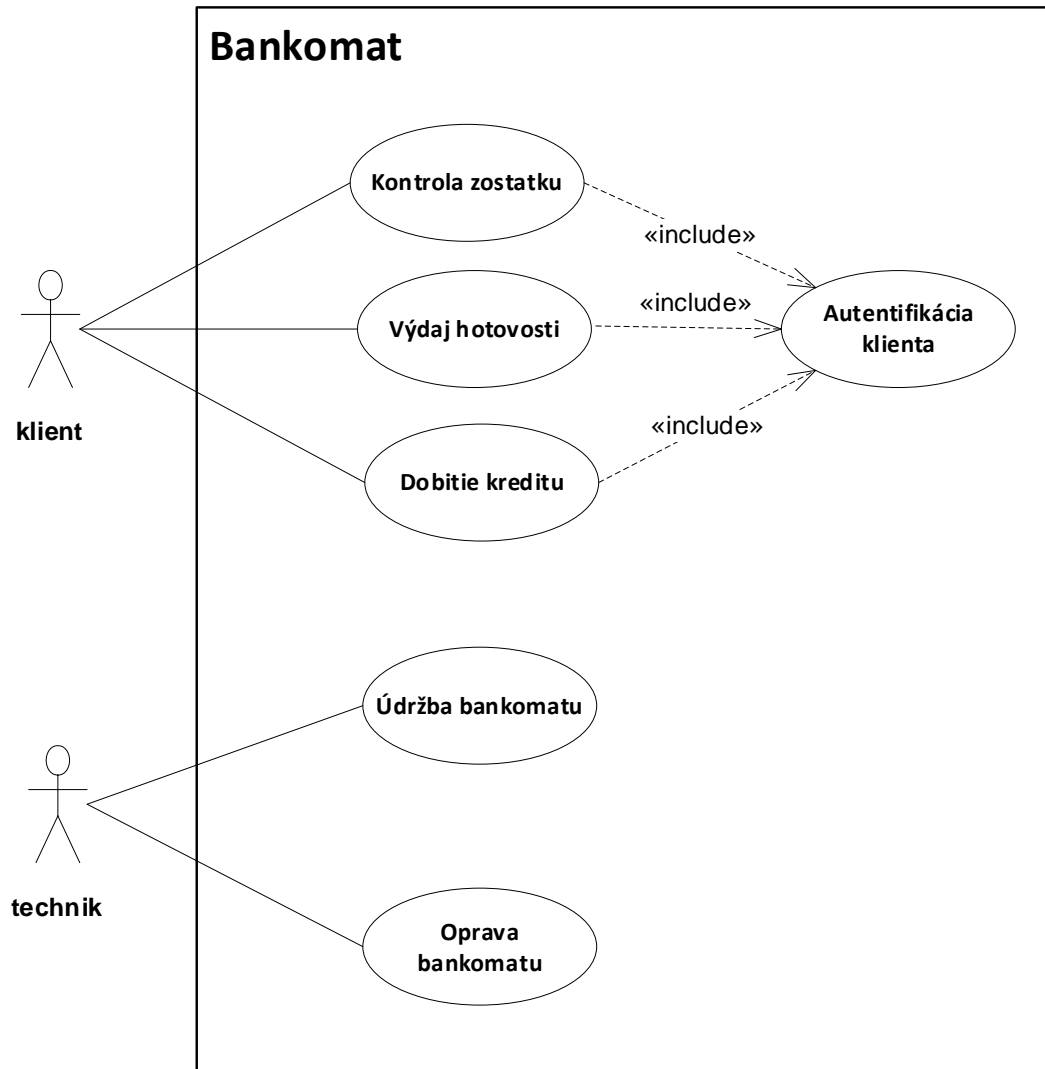 Bankomat
Kontrola zostatku
«include»
«include»
Výdaj hotovosti
Autentifikácia
klienta
klient
«include»
Dobitie kreditu
Údržba bankomatu
technik
Oprava
bankomatu